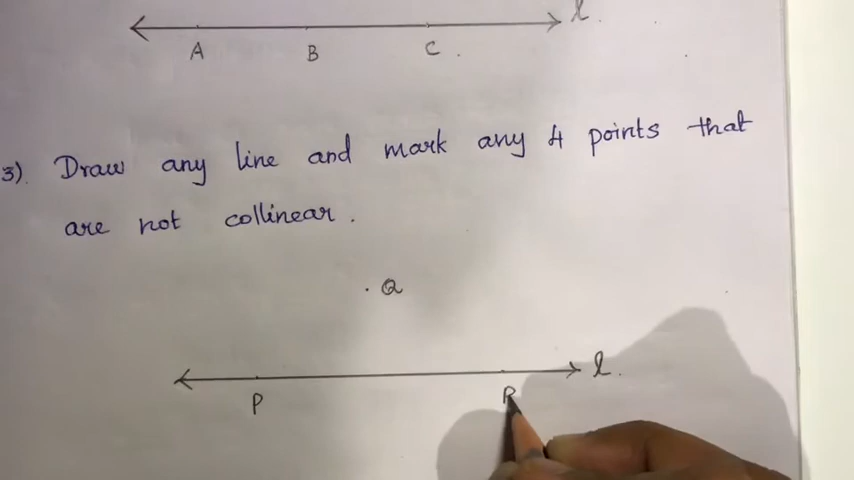 l.
A B C.
3). Draw any line and mark any 4 points that
are not collinear.
. Q
l.
P R